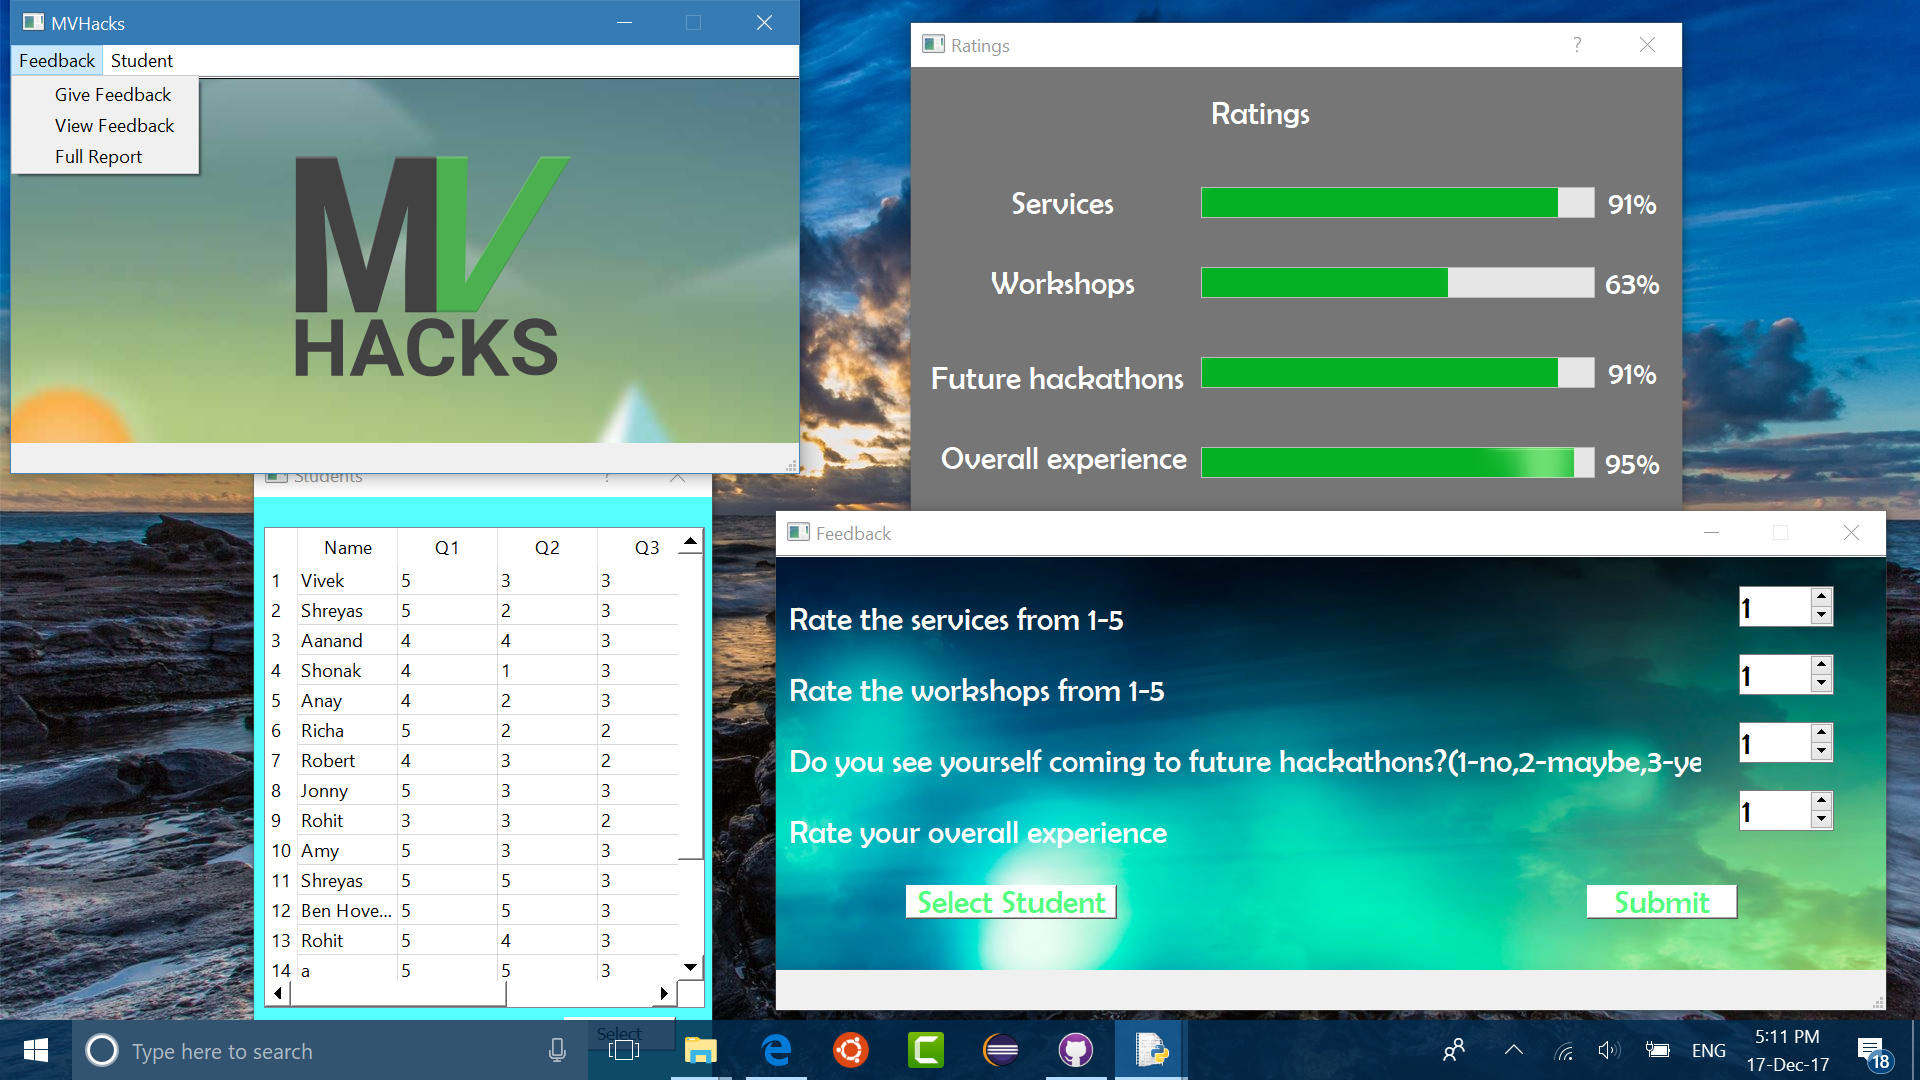 MVHacks
Feedback Student
Give Feedback
View Feedback
Full Report
MV
HACKS
Ratings
Ratings
Services 91%
Workshops 63%
Future hackathons 91%
Overall experience 95%
Students
Name Q1 Q2 Q3
1 Vivek 5 3 3
2 Shreyas 5 2 3
3 Aanand 4 4 3
4 Shonak 4 1 3
5 Anay 4 2 3
6 Richa 5 2 2
7 Robert 4 3 2
8 Jonny 5 3 3
9 Rohit 3 3 2
10 Amy 5 3 3
11 Shreyas 5 5 3
12 Ben Hove... 5 5 3
13 Rohit 5 4 3
14 a 5 5 3
Select
Feedback
Rate the services from 1-5 1
Rate the workshops from 1-5 1
Do you see yourself coming to future hackathons?(1-no,2-maybe,3-ye 1
Rate your overall experience 1
Select Student Submit
Type here to search
ENG
5:11 PM
17-Dec-17
18